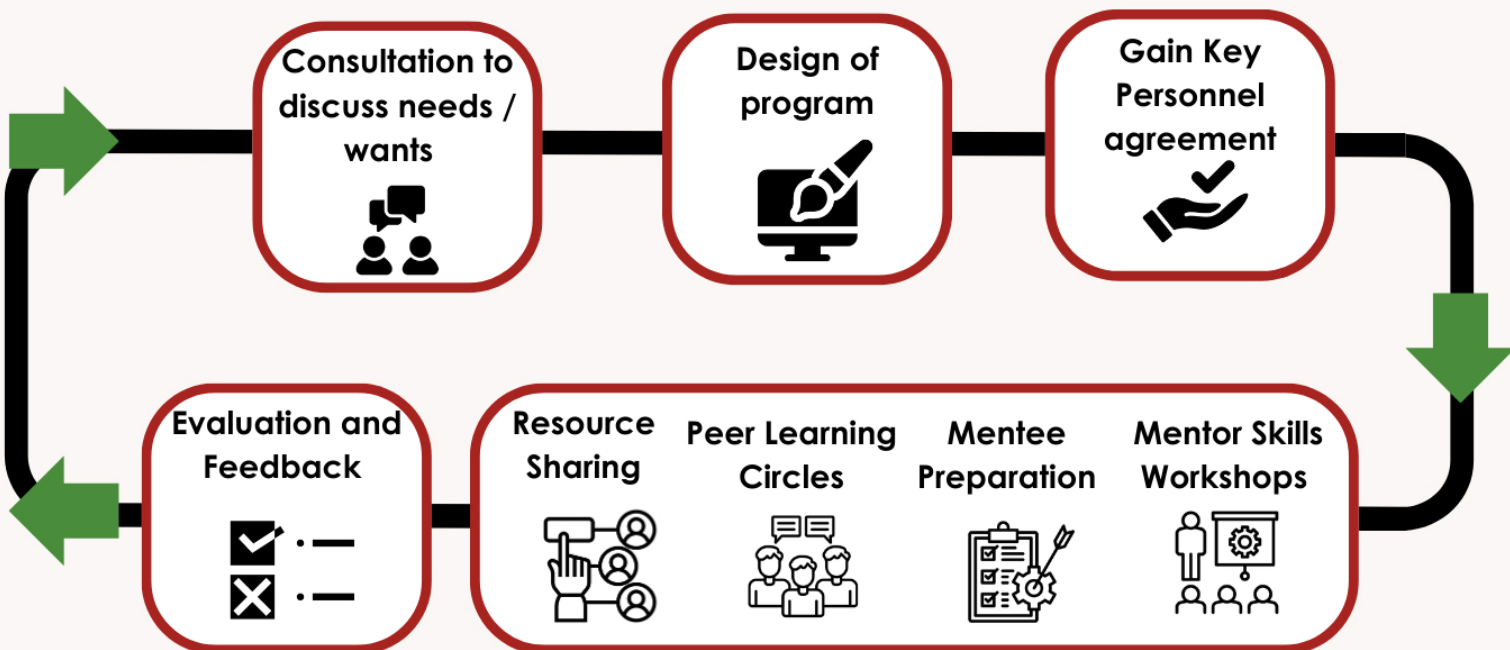 Consultation to
discuss needs /
wants
Design of
program
Gain Key
Personnel
agreement
Evaluation and
Feedback
Resource
Sharing
Peer Learning
Circles
Mentee
Preparation
Mentor Skills
Workshops